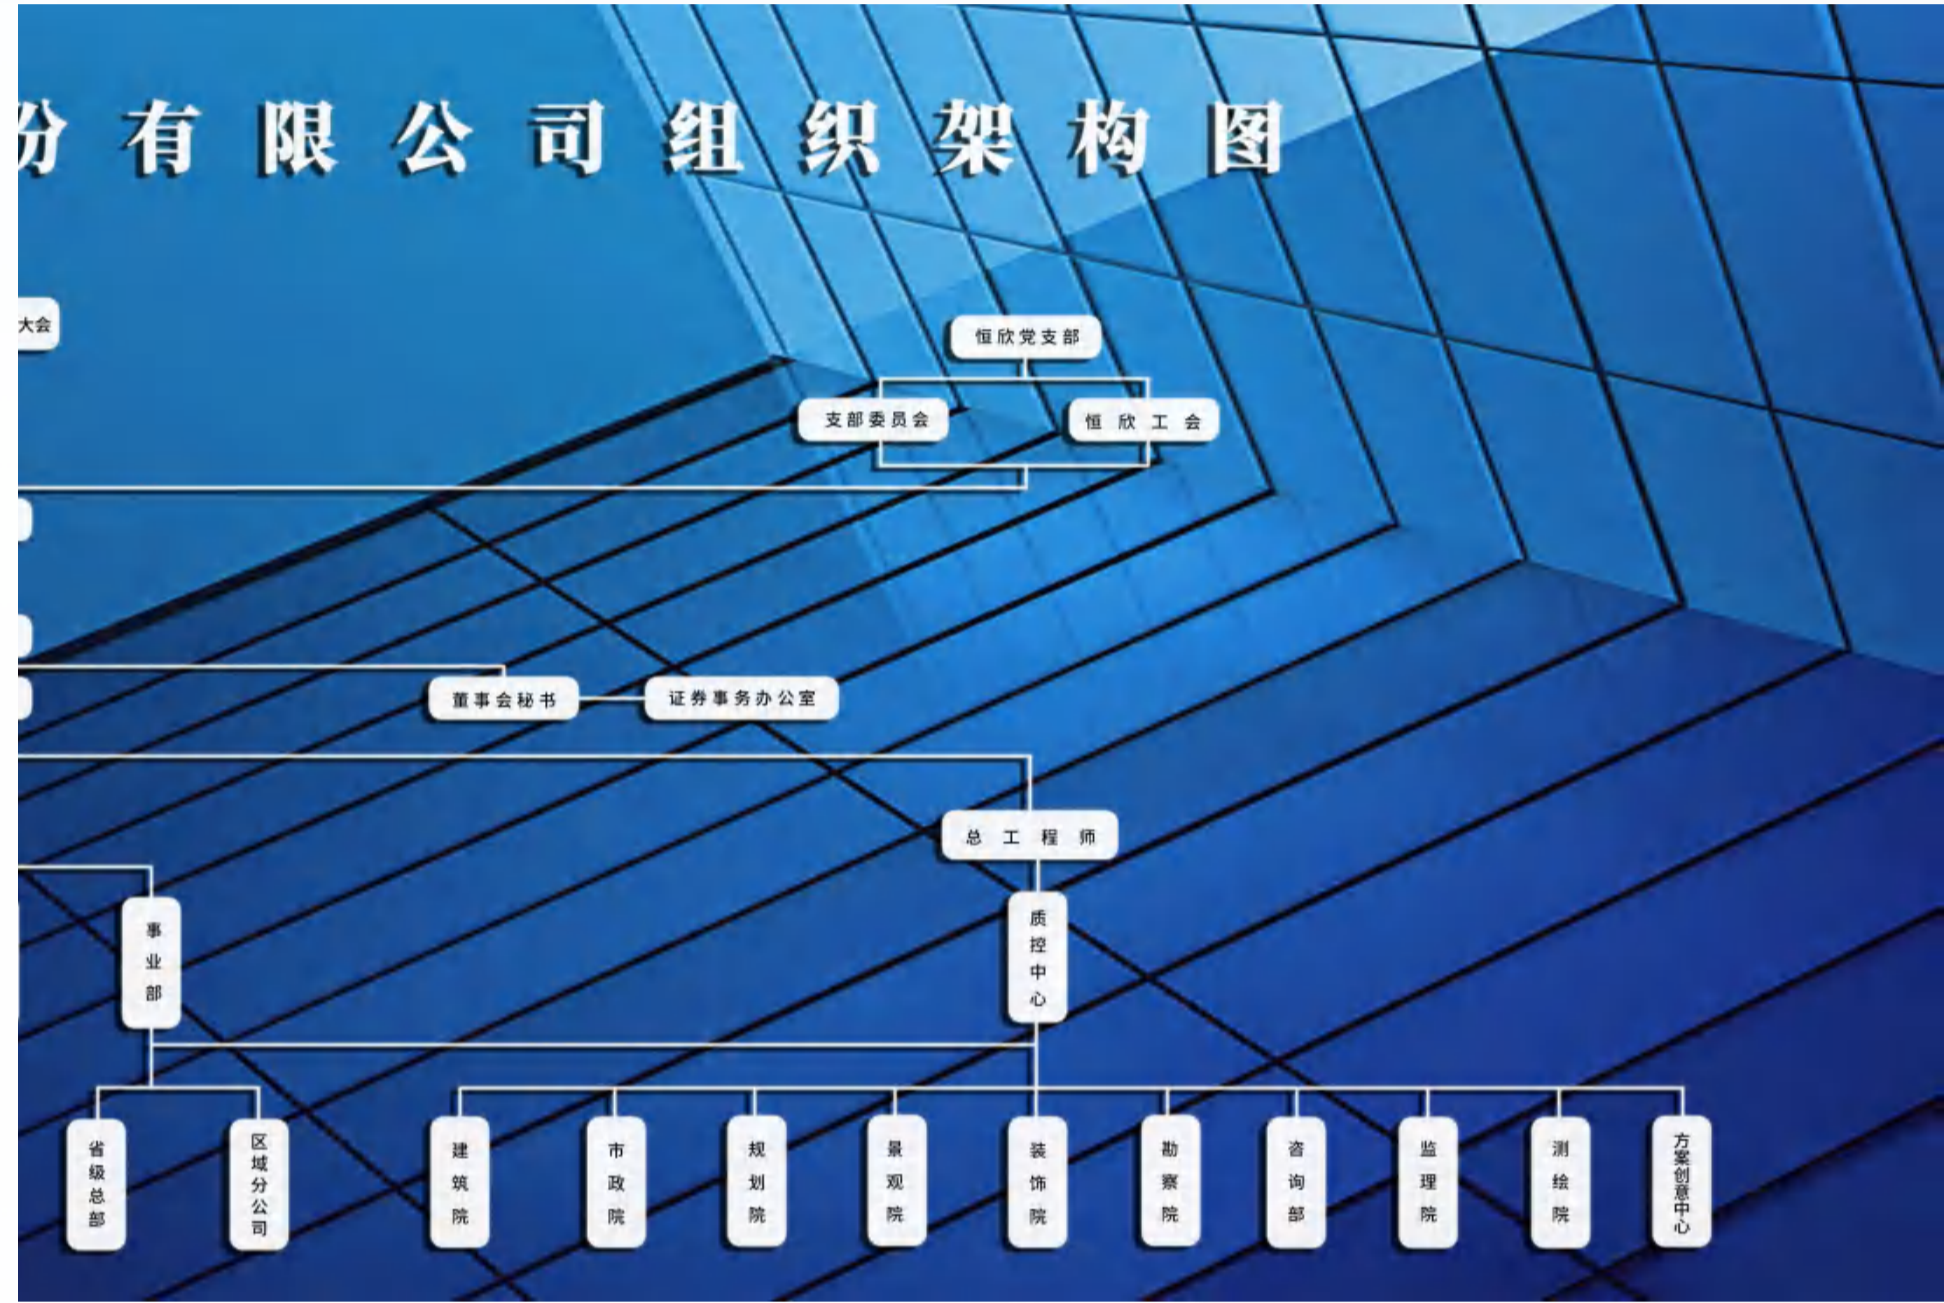 份有限公司组织架构图
大会
恒欣党支部
支部委员会
恒欣工会
董事会秘书
证券事务办公室
总工程师
事业部
质控中心
省级总部
区域分公司
建筑院
市政院
规划院
景观院
装饰院
勘察院
咨询部
监理院
测绘院
方案创意中心